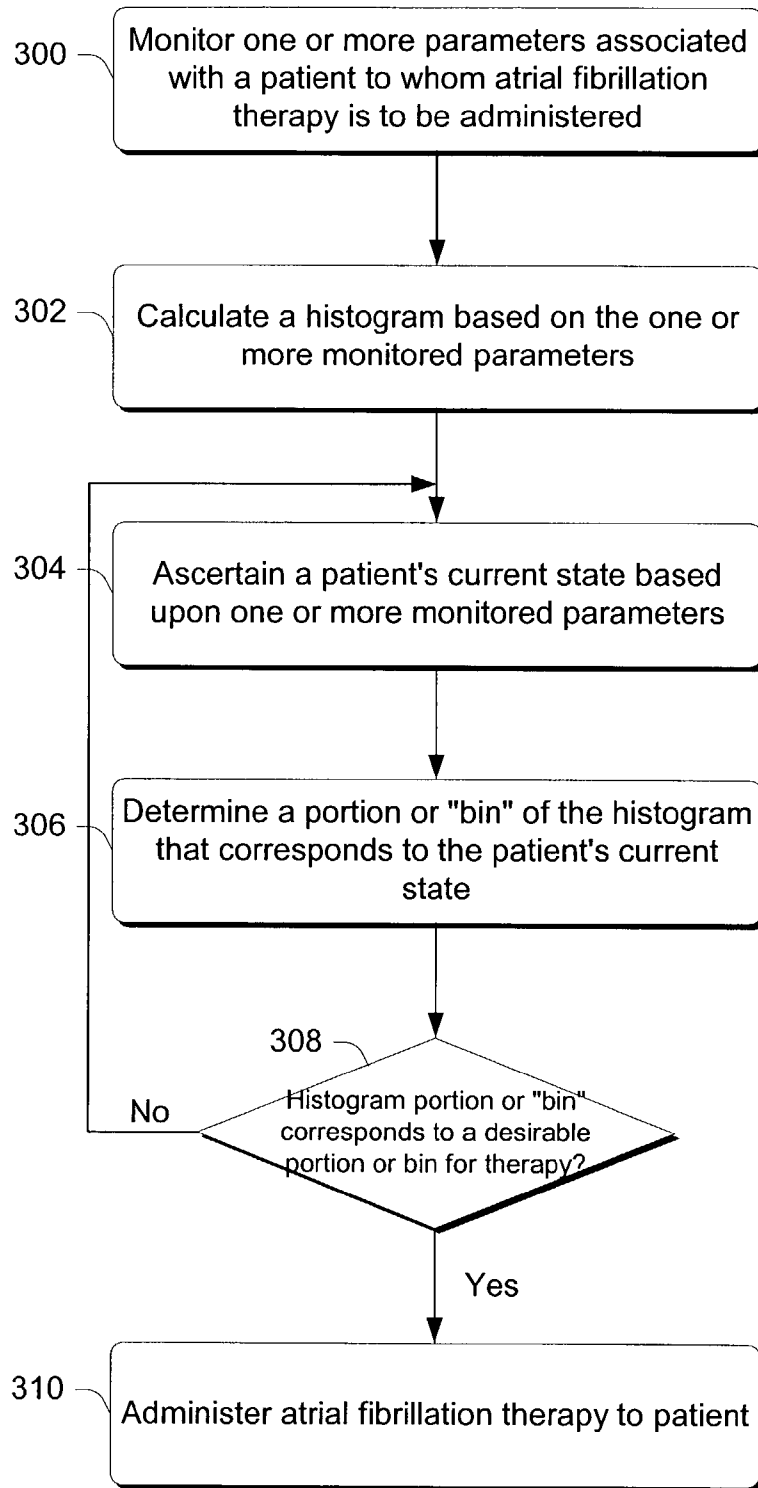 300
Monitor one or more parameters associated
with a patient to whom atrial fibrillation
therapy is to be administered
302
Calculate a histogram based on the one or
more monitored parameters
304
Ascertain a patient's current state based
upon one or more monitored parameters
306
Determine a portion or "bin" of the histogram
that corresponds to the patient's current
state
308
Histogram portion or "bin"
corresponds to a desirable
portion or bin for therapy?
No
Yes
310
Administer atrial fibrillation therapy to patient